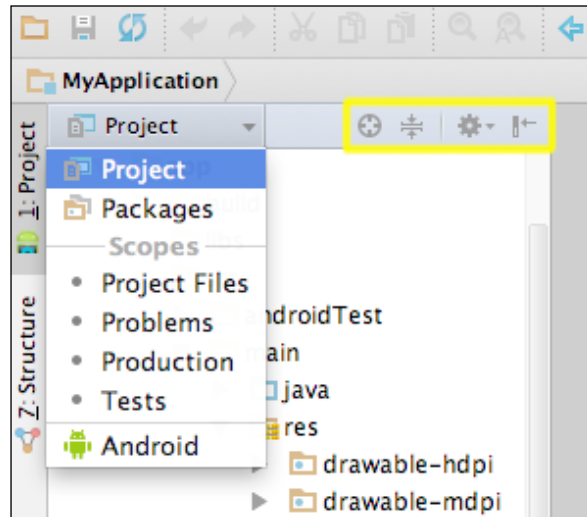 MyApplication
1: Project
Project
Project
Packages
Scopes
Project Files
Problems
Production
Tests
Android
androidTest
main
java
res
drawable-hdpi
drawable-mdpi
Z: Structure